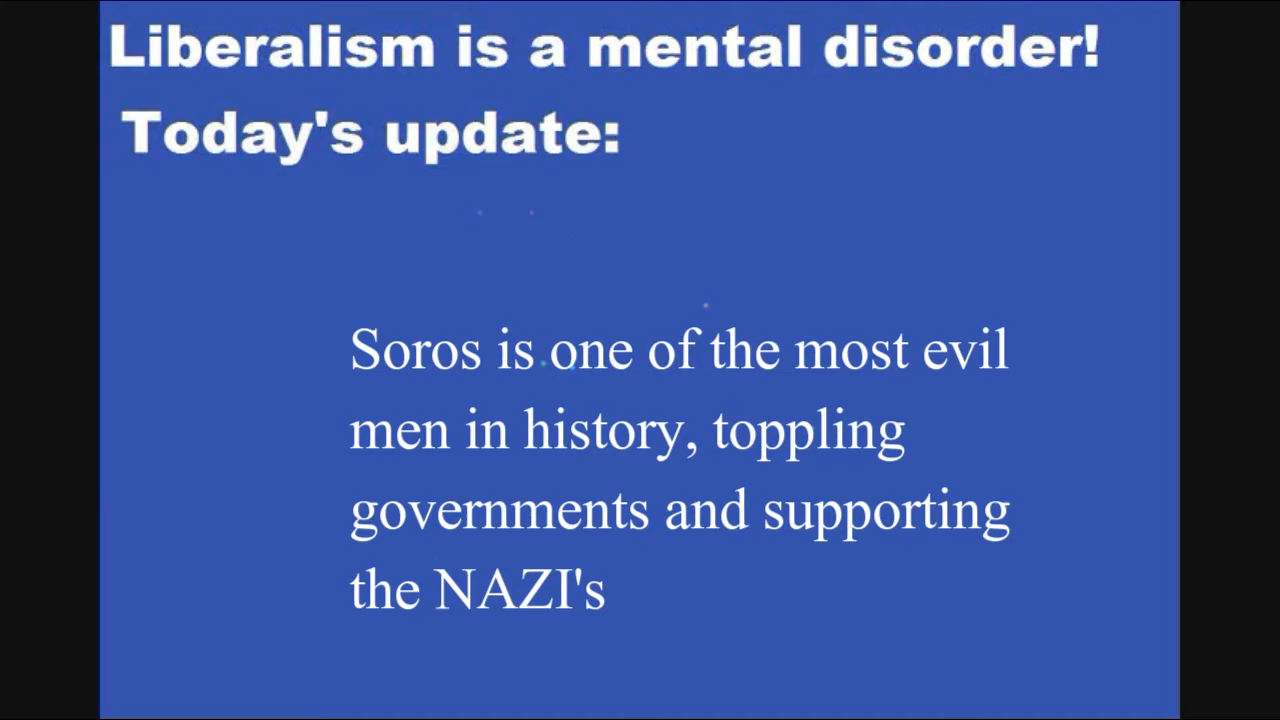 Liberalism is a mental disorder!
Today's update:
Soros is one of the most evil
men in history, toppling
governments and supporting
the NAZI's